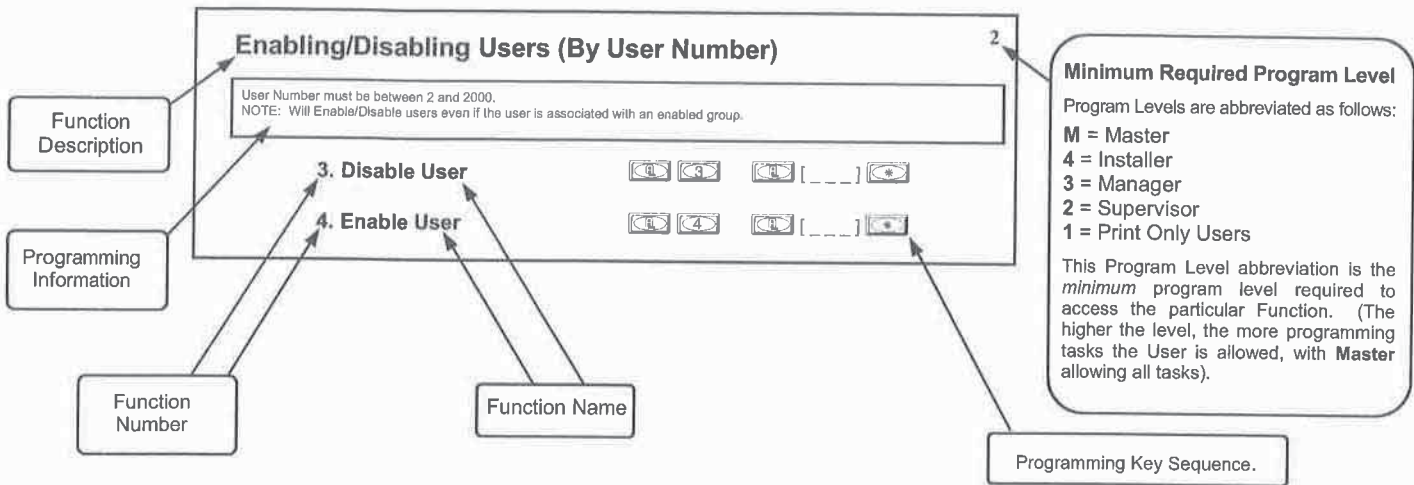 Enabling/Disabling Users (By User Number)
2
User Number must be between 2 and 2000.
NOTE: Will Enable/Disable users even if the user is associated with an enabled group.
3. Disable User
3 [ _ _ _ ] *
4. Enable User
4 [ _ _ _ ] *
Function
Description
Programming
Information
Function
Number
Function Name
Programming Key Sequence.
Minimum Required Program Level
Program Levels are abbreviated as follows:
M = Master
4 = Installer
3 = Manager
2 = Supervisor
1 = Print Only Users
This Program Level abbreviation is the
minimum program level required to
access the particular Function. (The
higher the level, the more programming
tasks the User is allowed, with Master
allowing all tasks).